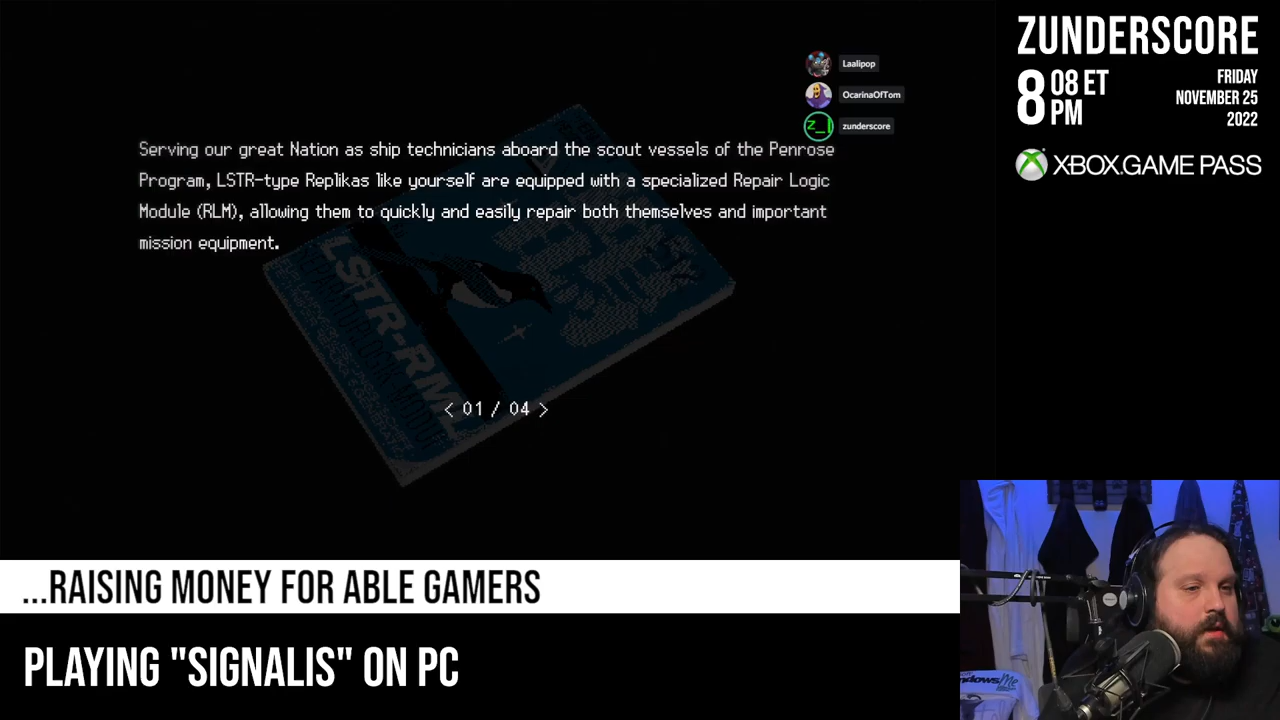 Laalipop
OcarinaOfTom
z_
zunderscore
Serving our great Nation as ship technicians aboard the scout vessels of the Penrose
Program, LSTR-type Replikas like yourself are equipped with a specialized Repair Logic
Module (RLM), allowing them to quickly and easily repair both themselves and important
mission equipment.
LSTR-RLM
< 01 / 04 >
ZUNDERSCORE
8 08 ET
PM
FRIDAY
NOVEMBER 25
2022
XBOX GAME PASS
...RAISING MONEY FOR ABLE GAMERS
PLAYING "SIGNALIS" ON PC